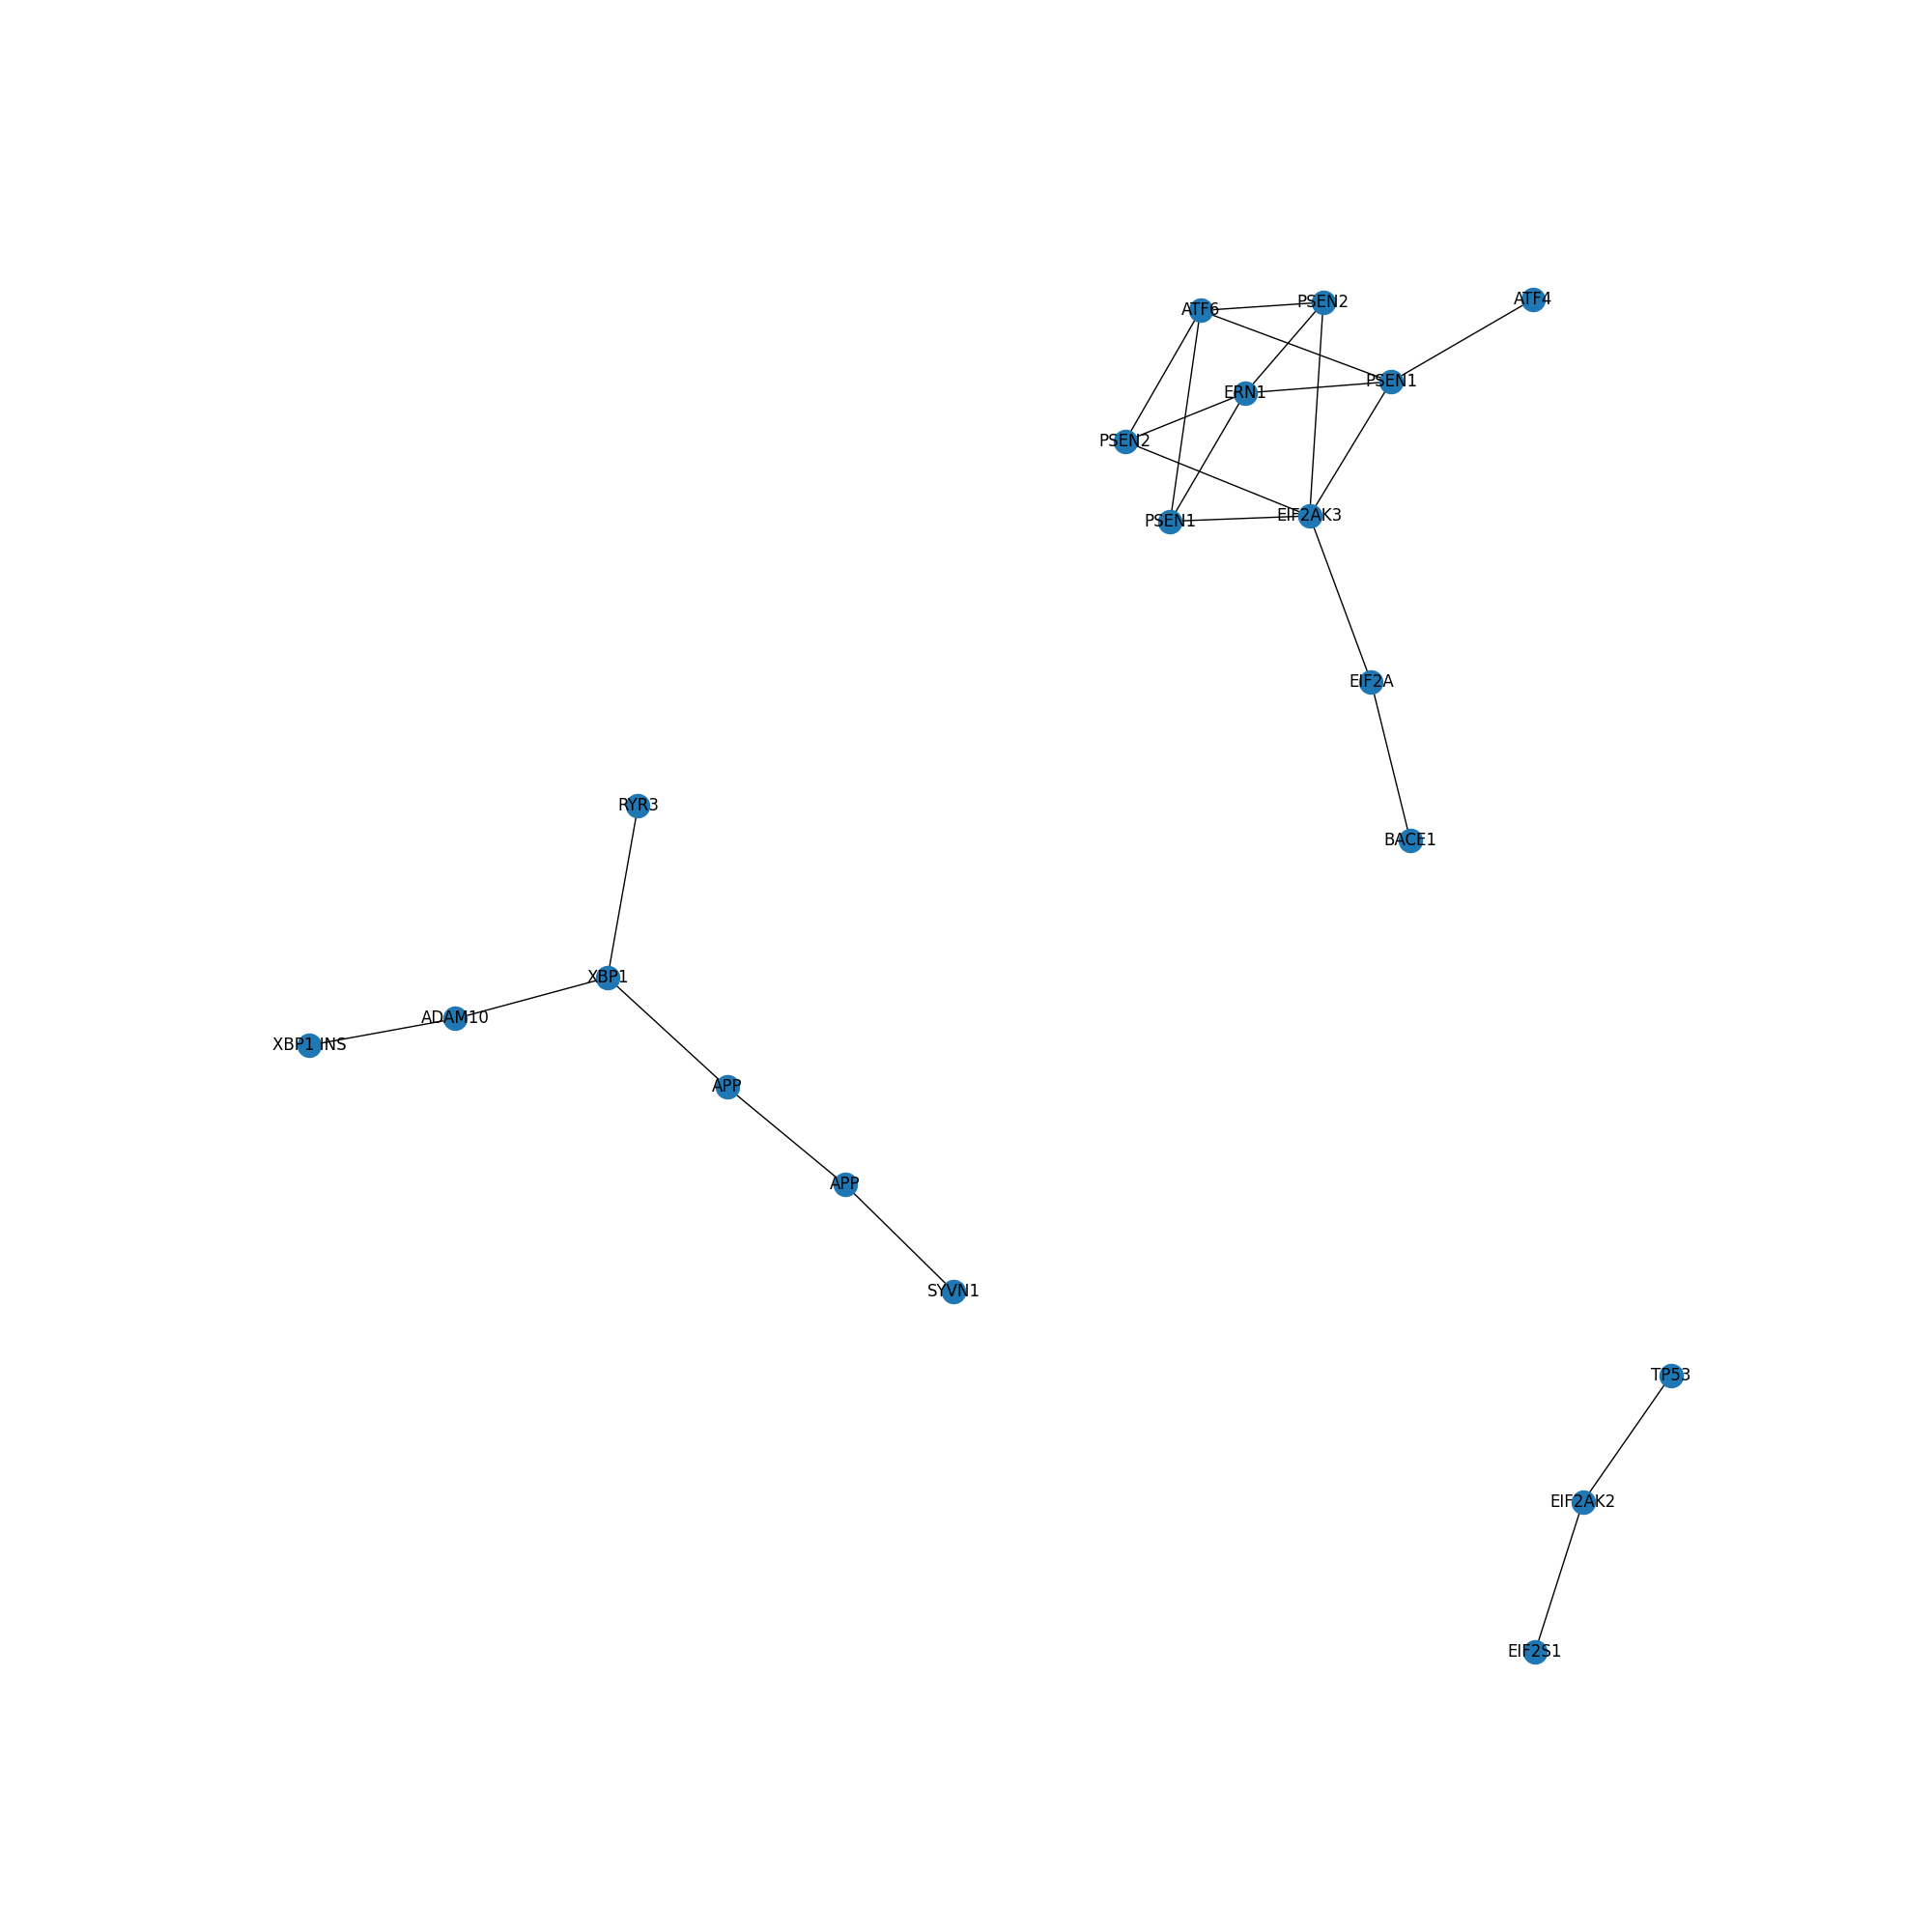 ATF4
PSEN2
ATF6
PSEN1
ERN1
PSEN2
EIF2AK3
PSEN1
EIF2A
RYR3
BACE1
XBP1
ADAM10
XBP1 INS
APP
APP
SYVN1
TP53
EIF2AK2
EIF2S1